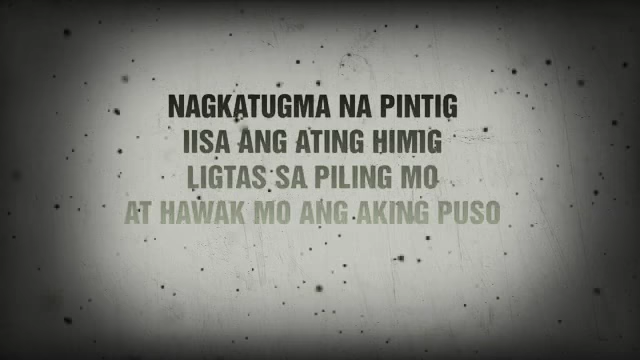 NAGKATUGMA NA PINTIG
IISA ANG ATING HIMIG
LIGTAS SA PILING MO
AT HAWAK MO ANG AKING PUSO